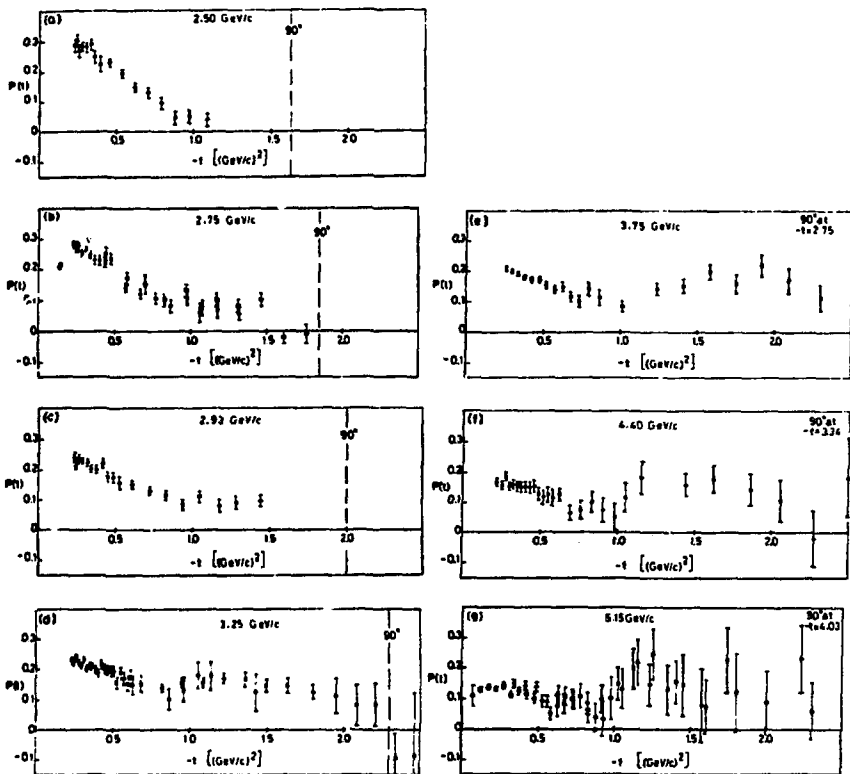 (a) 2.50 GeV/c 90°
0.3
0.2
P(t)
0.1
0
-0.1
0.5 1.0 1.5 2.0
-t [(GeV/c)²]
(b) 2.75 GeV/c 90°
0.3
0.2
P(t)
0.1
0
-0.1
0.5 1.0 1.5 2.0
-t [(GeV/c)²]
(c) 2.92 GeV/c 90°
0.3
0.2
P(t)
0.1
0
-0.1
0.5 1.0 1.5 2.0
-t [(GeV/c)²]
(d) 3.25 GeV/c 90°
0.3
0.2
P(t)
0.1
0
-0.1
0.5 1.0 1.5 2.0
-t [(GeV/c)²]
(e) 3.75 GeV/c 90° at
-t=2.75
0.3
0.2
P(t)
0.1
0
-0.1
0.5 1.0 1.5 2.0
-t [(GeV/c)²]
(f) 4.40 GeV/c 90° at
-t=3.34
0.3
0.2
P(t)
0.1
0
-0.1
0.5 1.0 1.5 2.0
-t [(GeV/c)²]
(g) 5.15 GeV/c 90° at
-t=4.03
0.3
0.2
P(t)
0.1
0
-0.1
0.5 1.0 1.5 2.0
-t [(GeV/c)²]